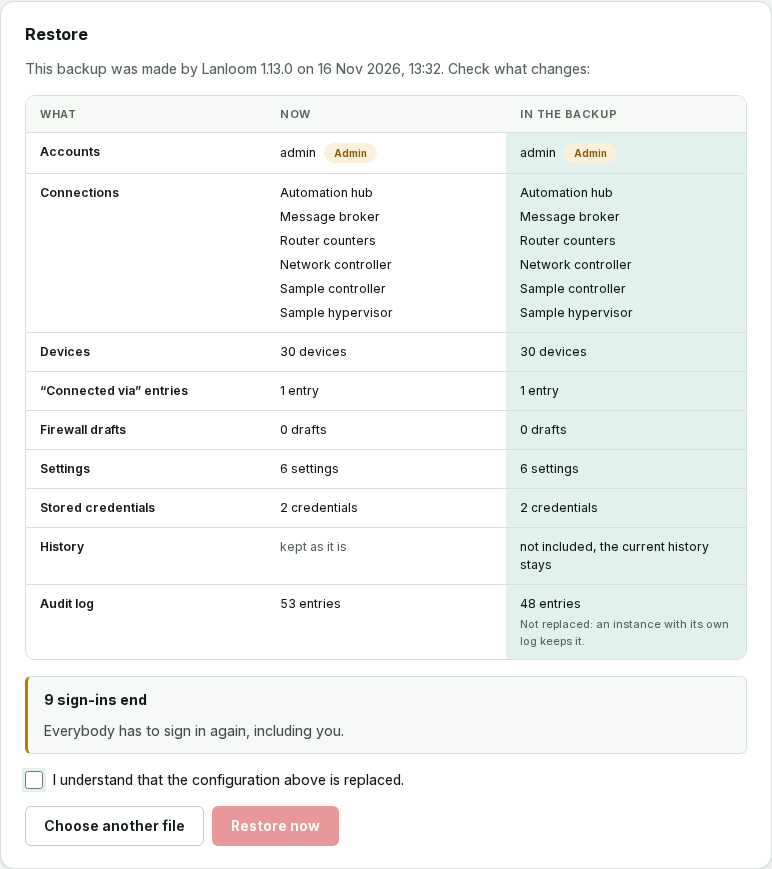 Restore
This backup was made by Lanloom 1.13.0 on 16 Nov 2026, 13:32. Check what changes:
WHAT NOW IN THE BACKUP
Accounts admin Admin admin Admin
Connections Automation hub Automation hub
Message broker Message broker
Router counters Router counters
Network controller Network controller
Sample controller Sample controller
Sample hypervisor Sample hypervisor
Devices 30 devices 30 devices
“Connected via” entries 1 entry 1 entry
Firewall drafts 0 drafts 0 drafts
Settings 6 settings 6 settings
Stored credentials 2 credentials 2 credentials
History kept as it is not included, the current history
stays
Audit log 53 entries 48 entries
Not replaced: an instance with its own
log keeps it.
9 sign-ins end
Everybody has to sign in again, including you.
I understand that the configuration above is replaced.
Choose another file Restore now